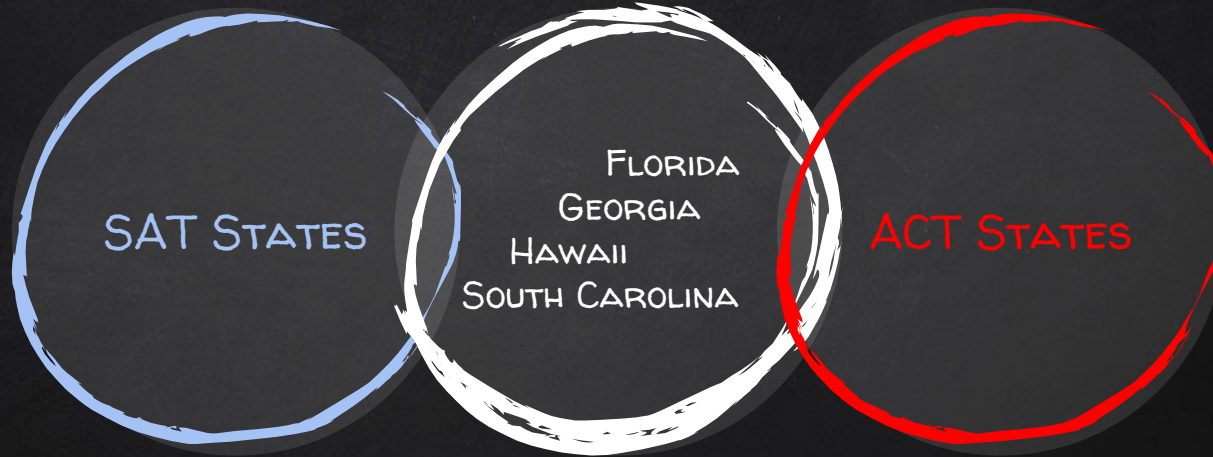 SAT States
Florida
Georgia
Hawaii
South Carolina
ACT States